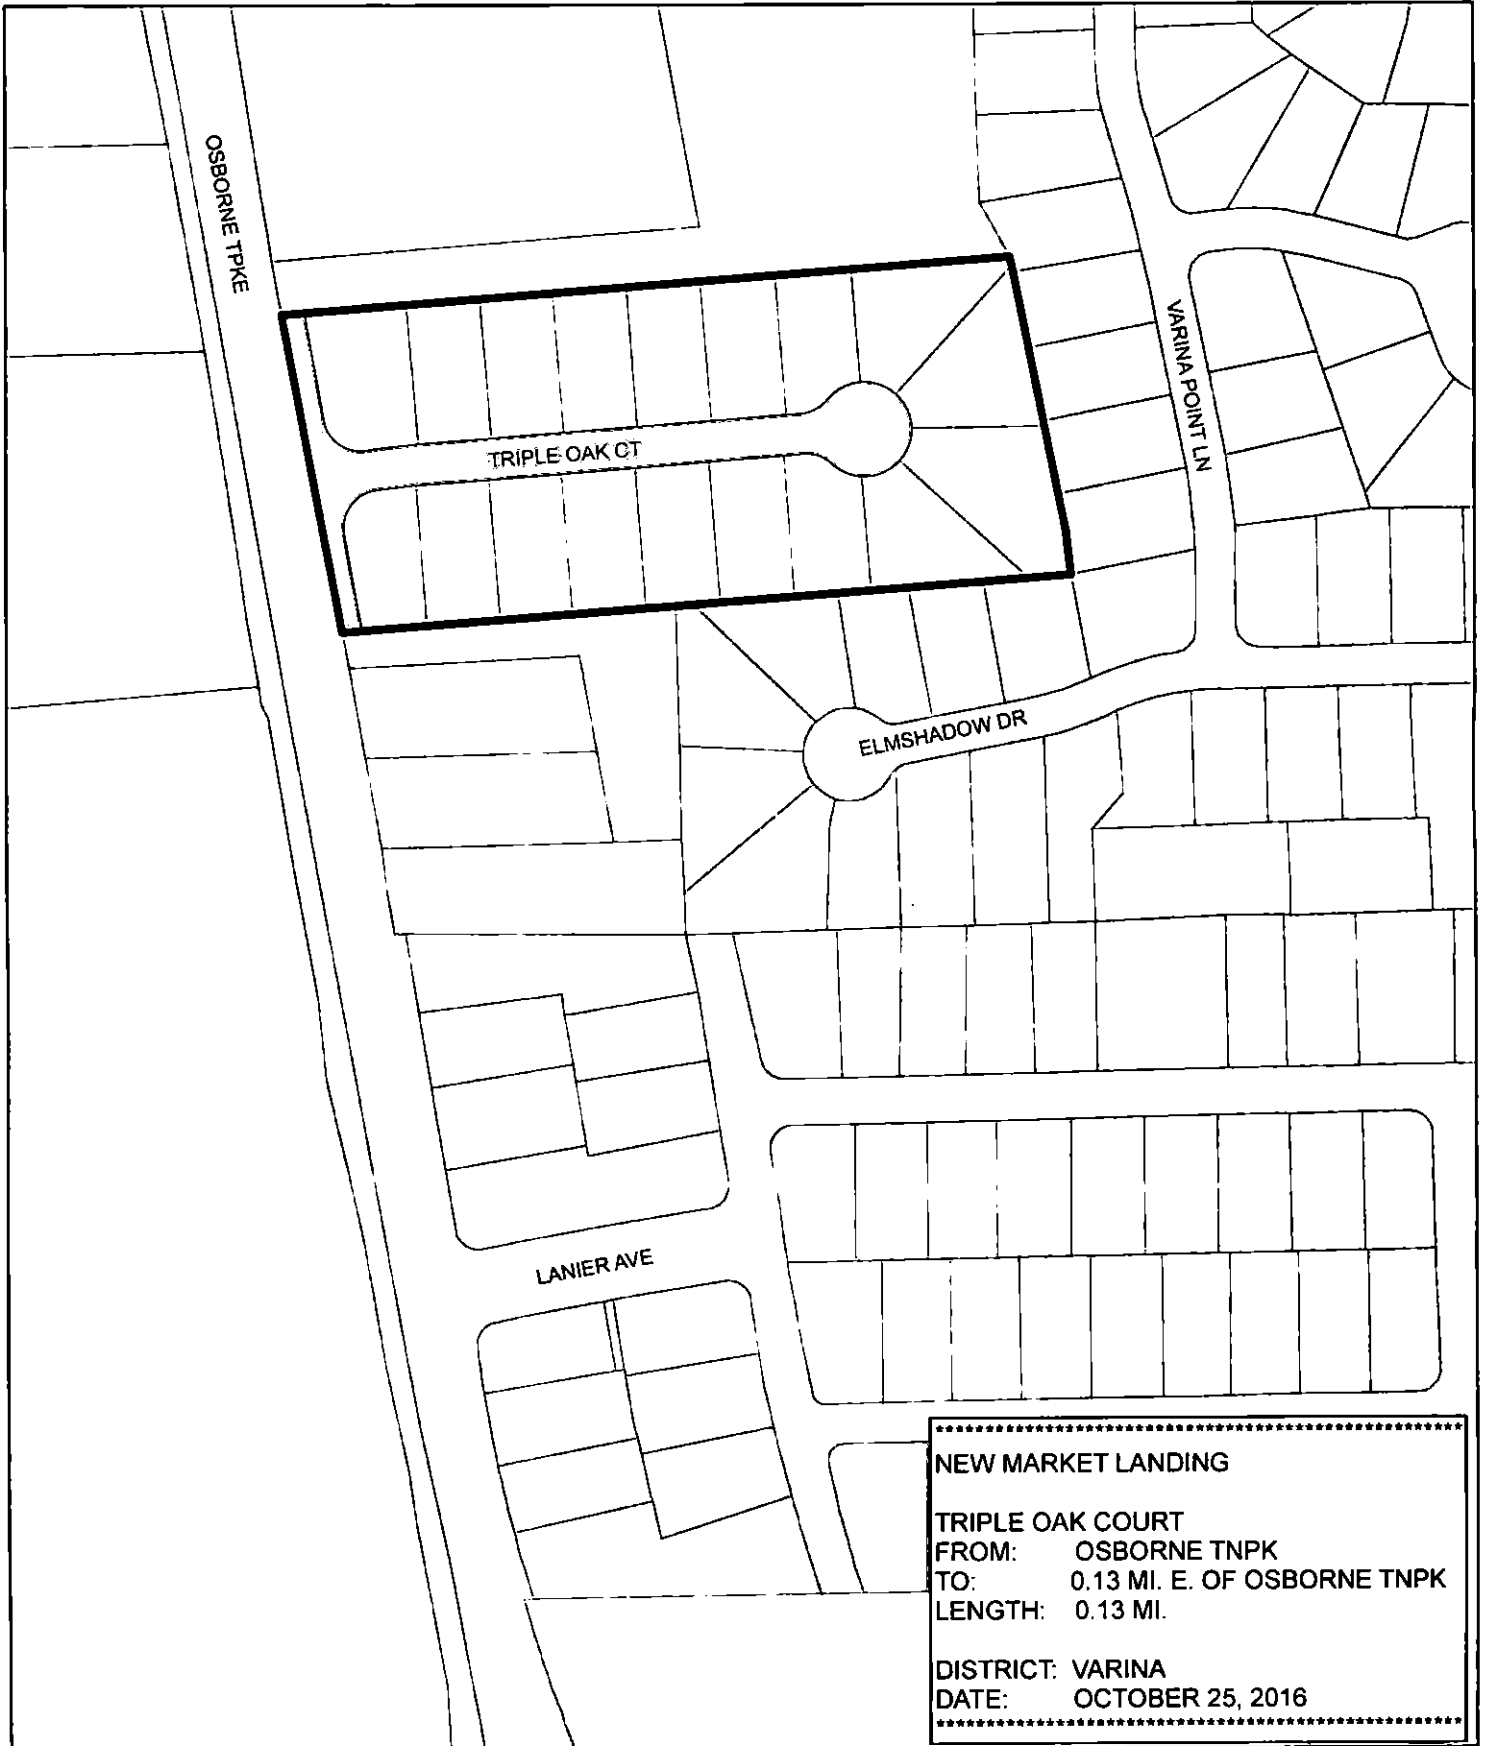 OSBORNE TPKE
VARINA POINT LN
TRIPLE OAK CT
ELMSHADOW DR
LANIER AVE
************************************************************
NEW MARKET LANDING
TRIPLE OAK COURT
FROM: OSBORNE TNPK
TO: 0.13 MI. E. OF OSBORNE TNPK
LENGTH: 0.13 MI.
DISTRICT: VARINA
DATE: OCTOBER 25, 2016
************************************************************